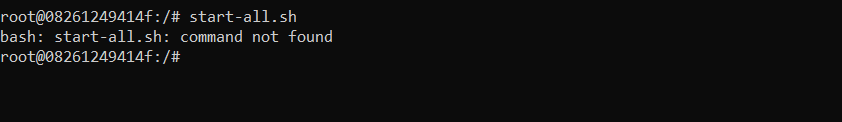 root@08261249414f:/# start-all.sh
bash: start-all.sh: command not found
root@08261249414f:/#